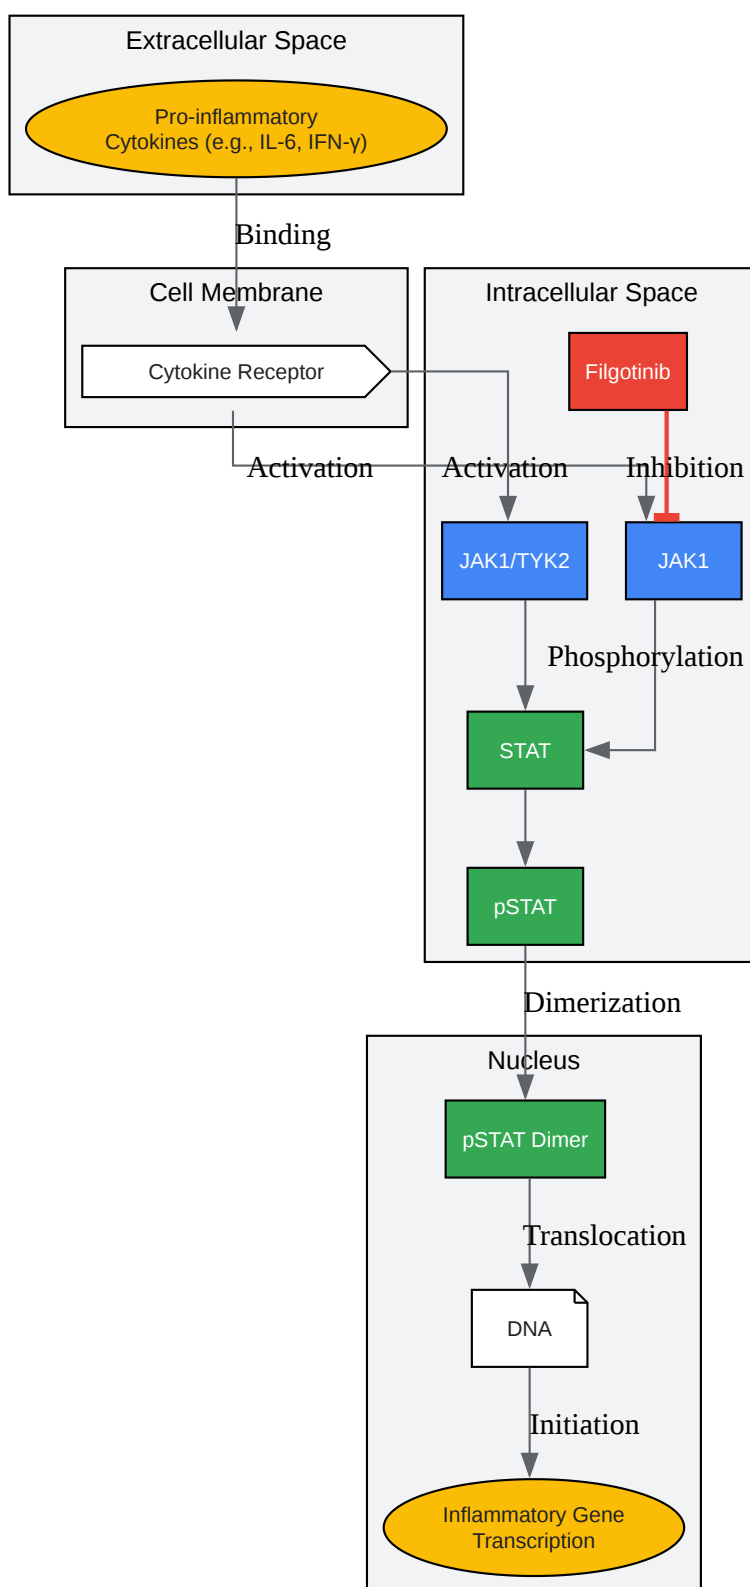 Extracellular Space
Pro-inflammatory
Cytokines (e.g., IL-6, IFN-γ)
Binding
Cell Membrane
Intracellular Space
Cytokine Receptor
Filgotinib
Activation
Activation
Inhibition
JAK1/TYK2
JAK1
Phosphorylation
STAT
pSTAT
Dimerization
Nucleus
pSTAT Dimer
Translocation
DNA
Initiation
Inflammatory Gene
Transcription